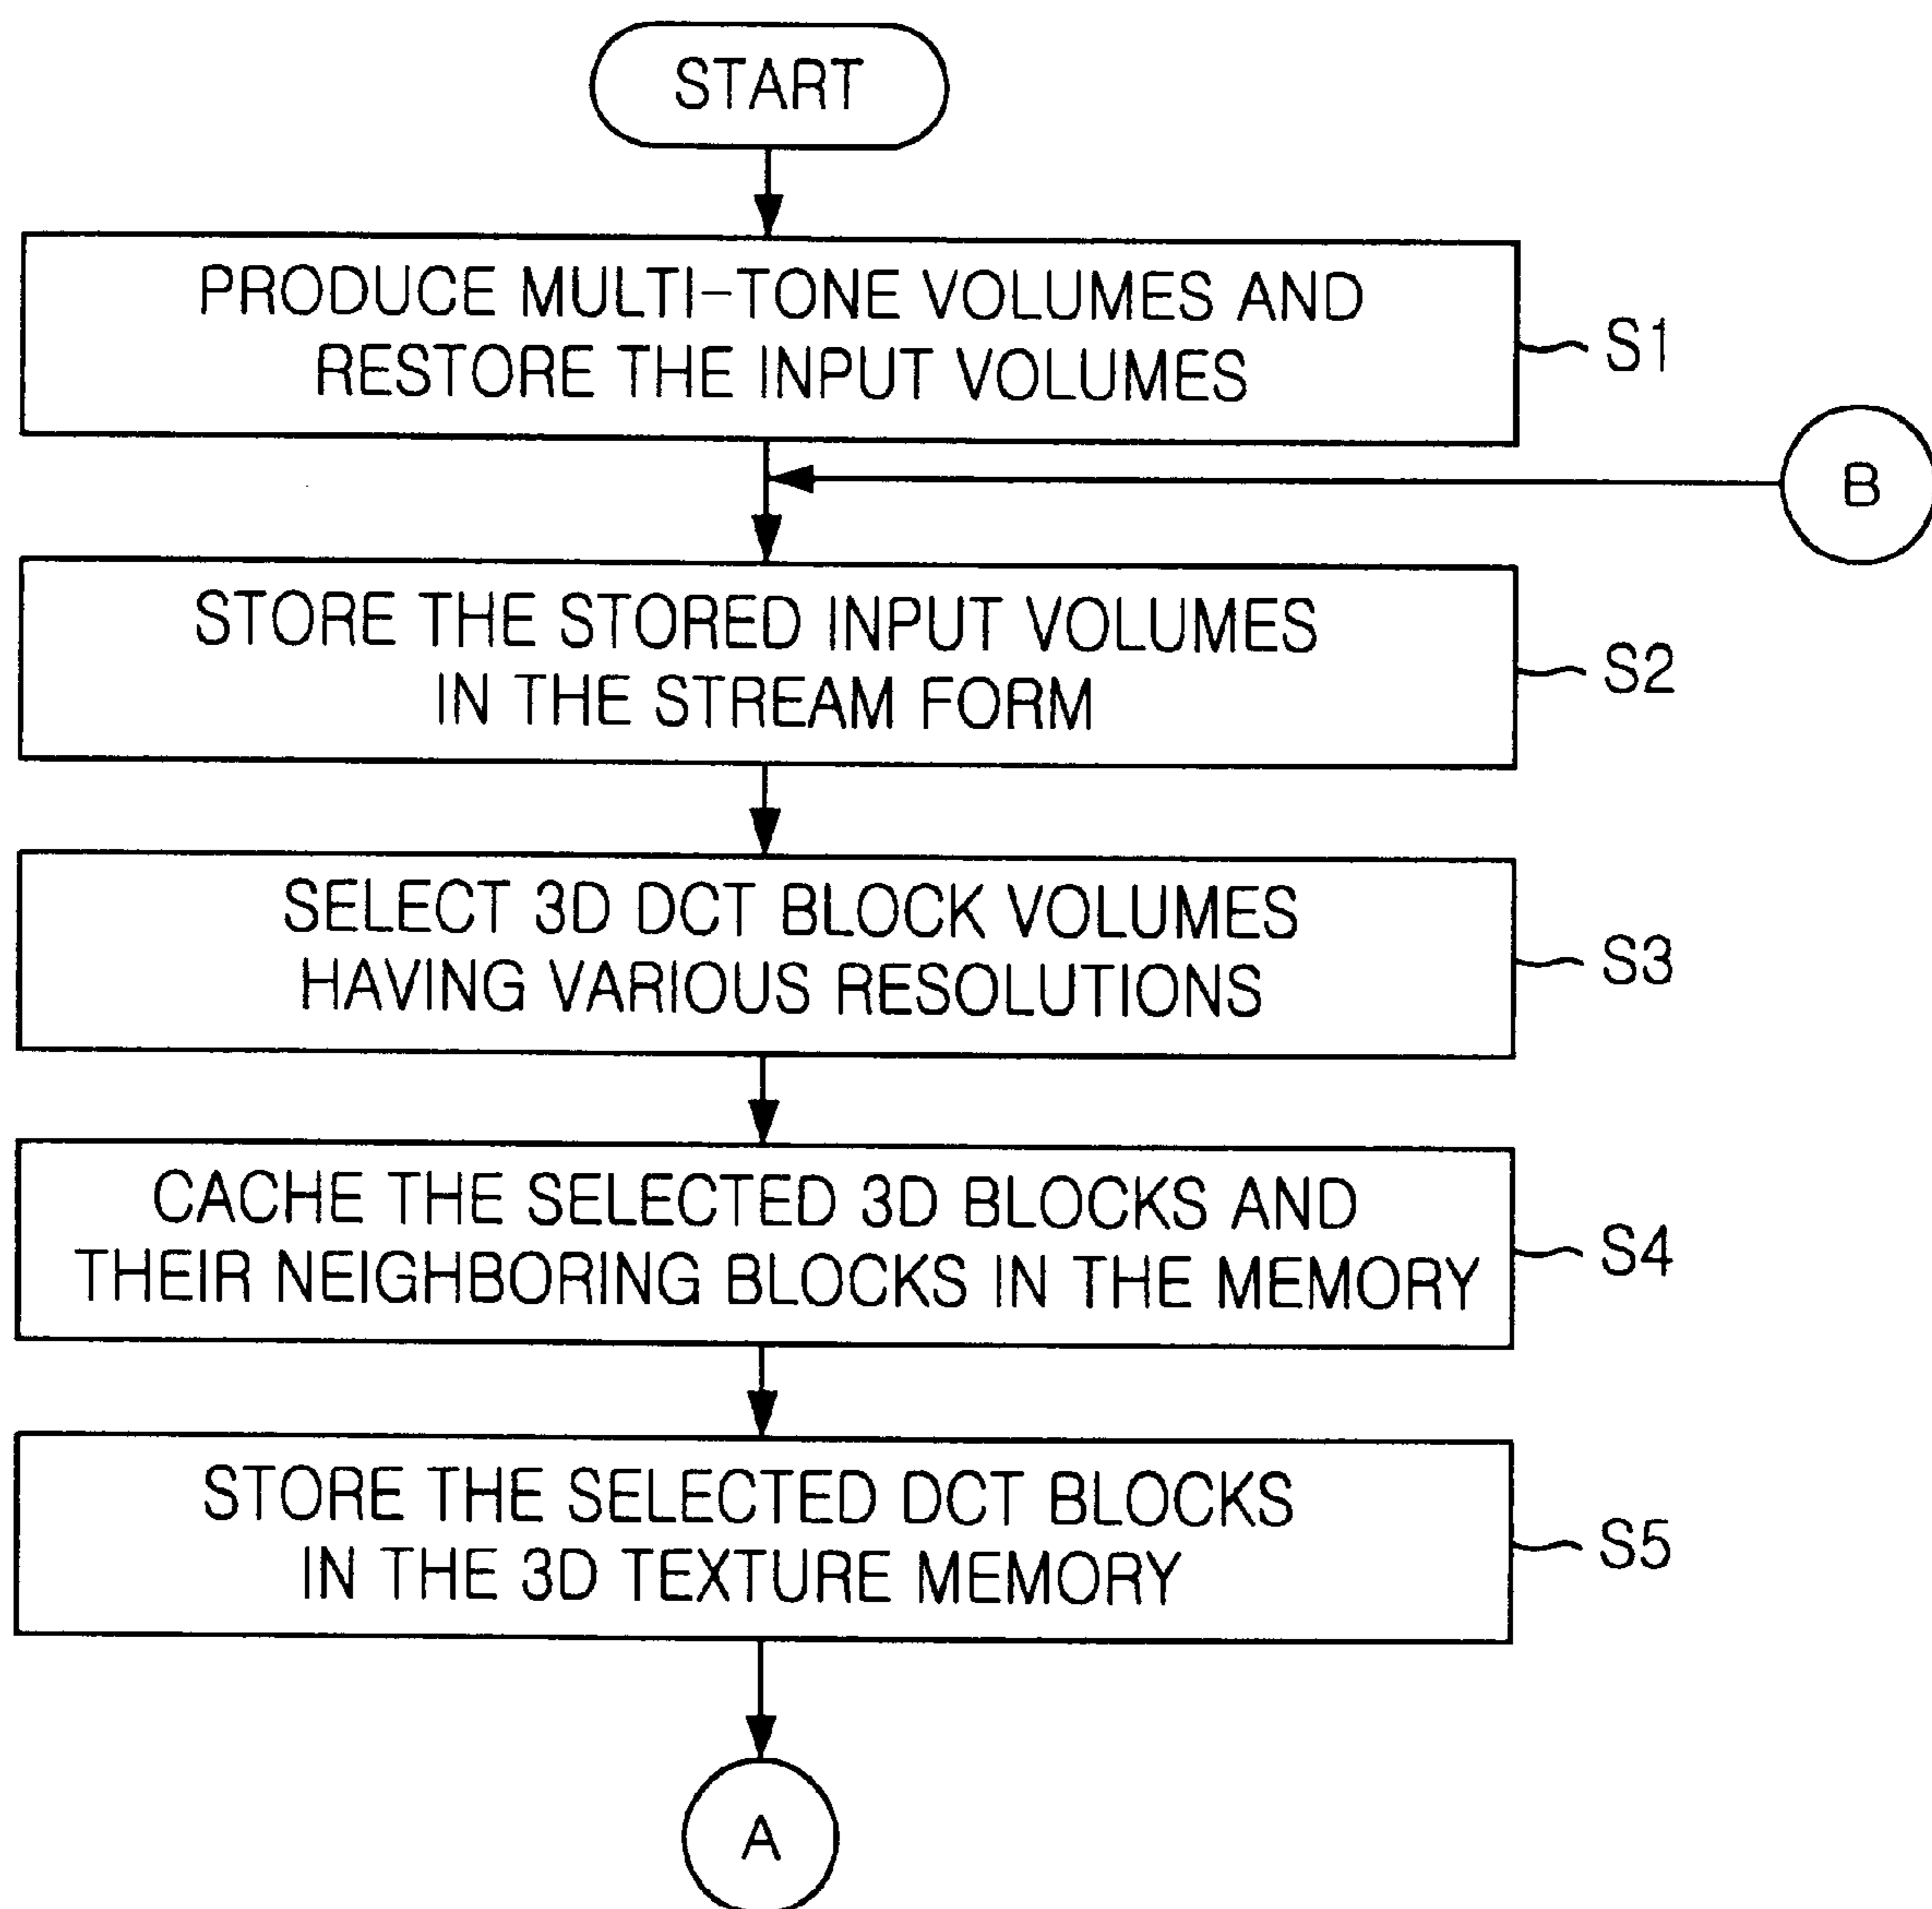 START
PRODUCE MULTI-TONE VOLUMES AND
RESTORE THE INPUT VOLUMES
S1
B
STORE THE STORED INPUT VOLUMES
IN THE STREAM FORM
S2
SELECT 3D DCT BLOCK VOLUMES
HAVING VARIOUS RESOLUTIONS
S3
CACHE THE SELECTED 3D BLOCKS AND
THEIR NEIGHBORING BLOCKS IN THE MEMORY
S4
STORE THE SELECTED DCT BLOCKS
IN THE 3D TEXTURE MEMORY
S5
A